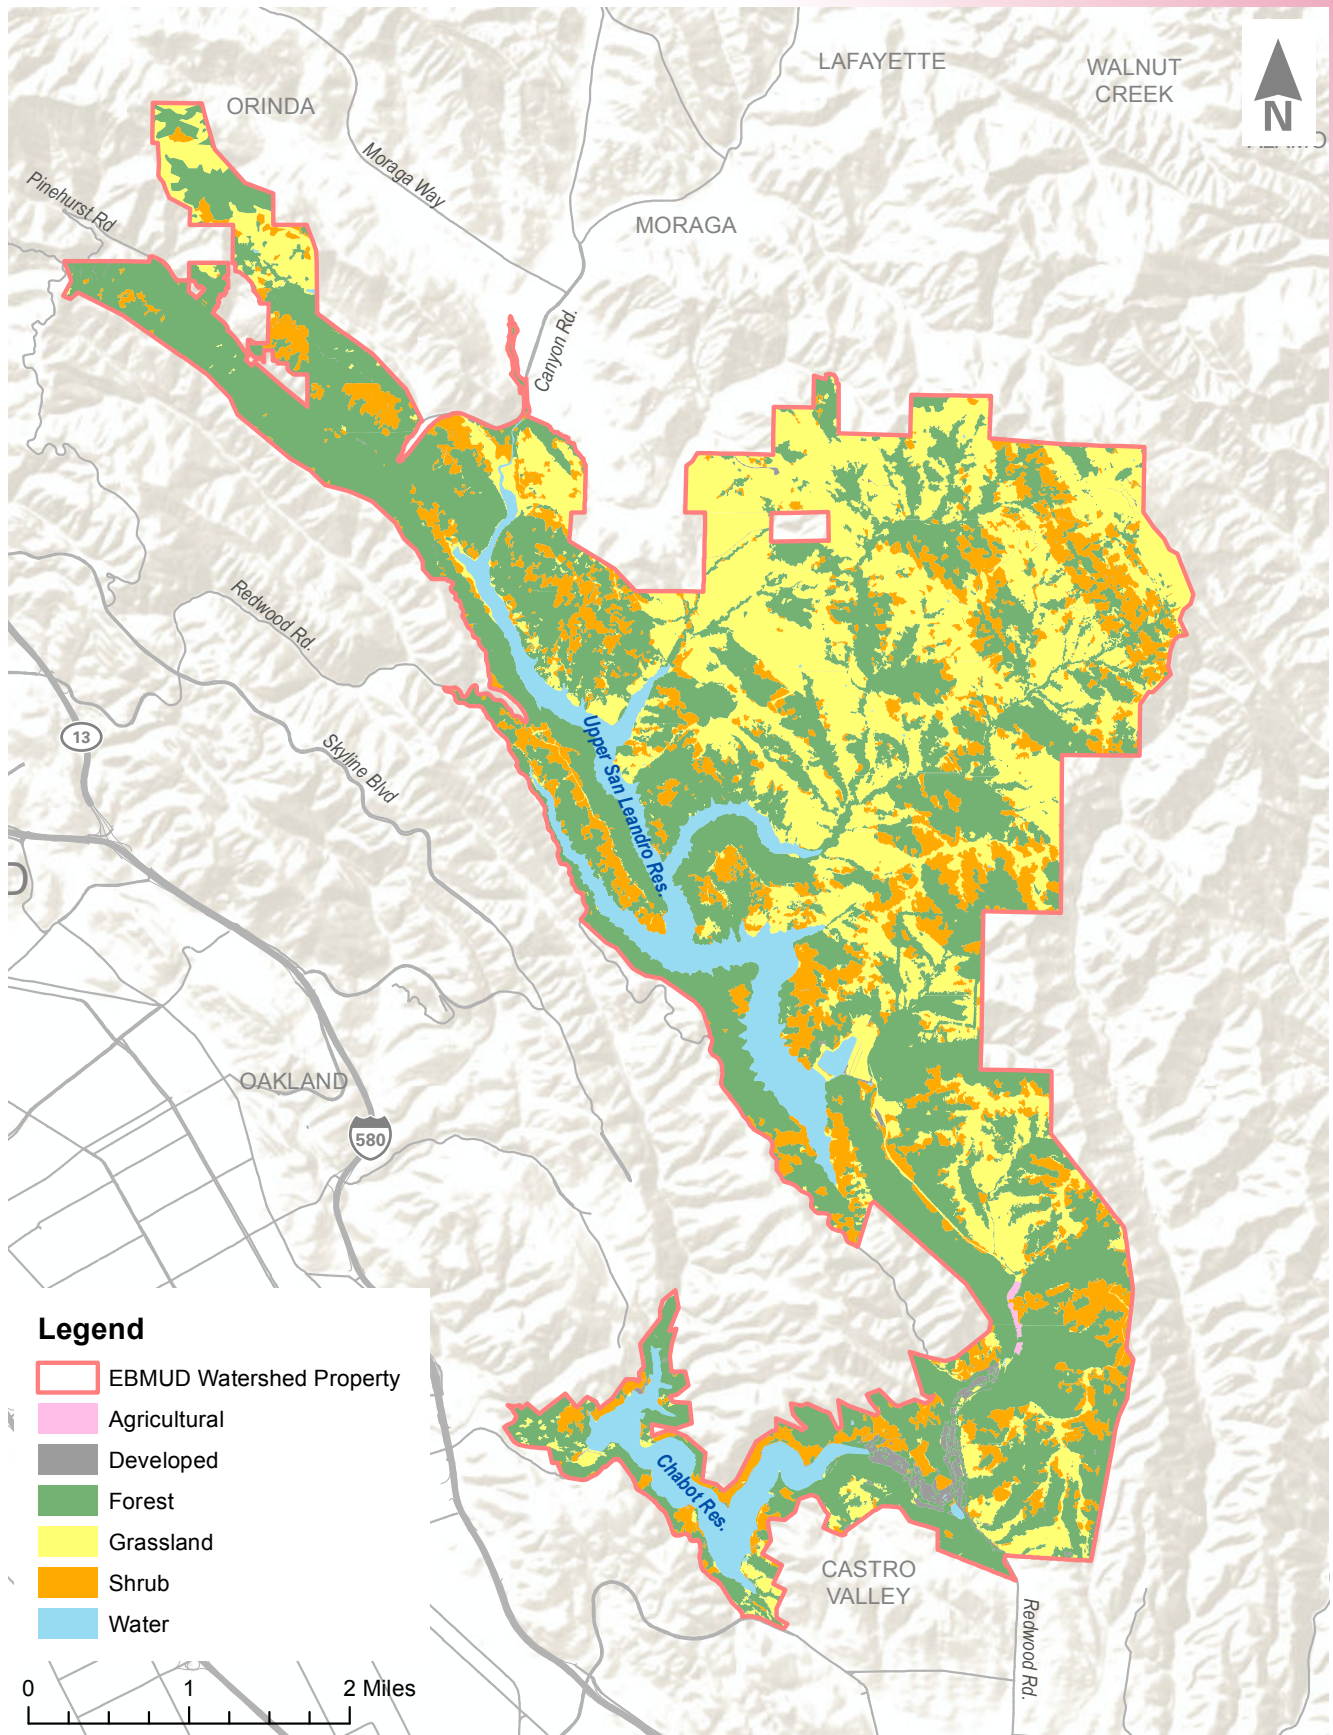 LAFAYETTE
WALNUT
CREEK
N
ORINDA
Moraga Way
Pinehurst Rd
MORAGA
Canyon Rd.
Redwood Rd.
13
Skyline Blvd
Upper San Leandro Res.
OAKLAND
580
Legend
EBMUD Watershed Property
Agricultural
Developed
Forest
Grassland
Shrub
Water
Chabot Res.
CASTRO
VALLEY
Redwood Rd.
0 1 2 Miles